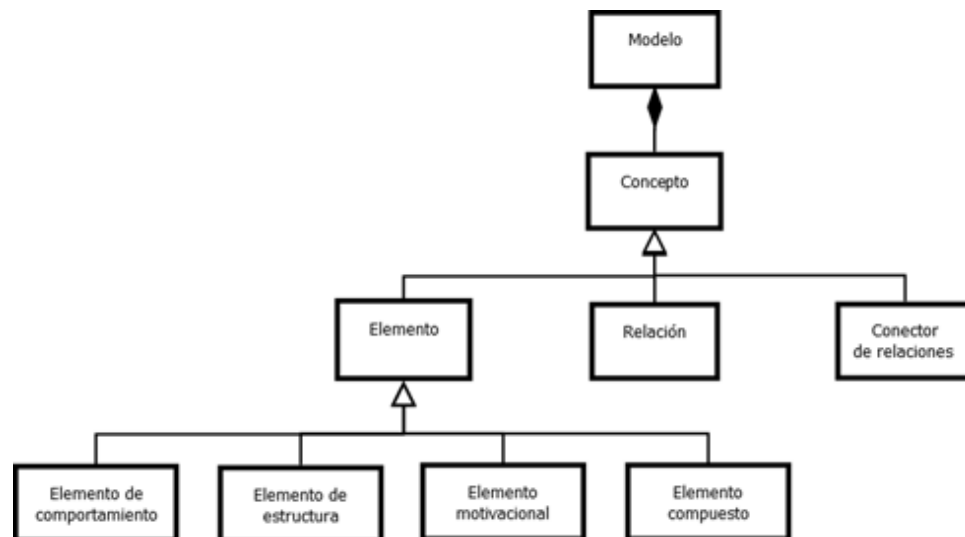 Modelo
Concepto
Elemento
Relación
Conector
de relaciones
Elemento de
comportamiento
Elemento de
estructura
Elemento
motivacional
Elemento
compuesto